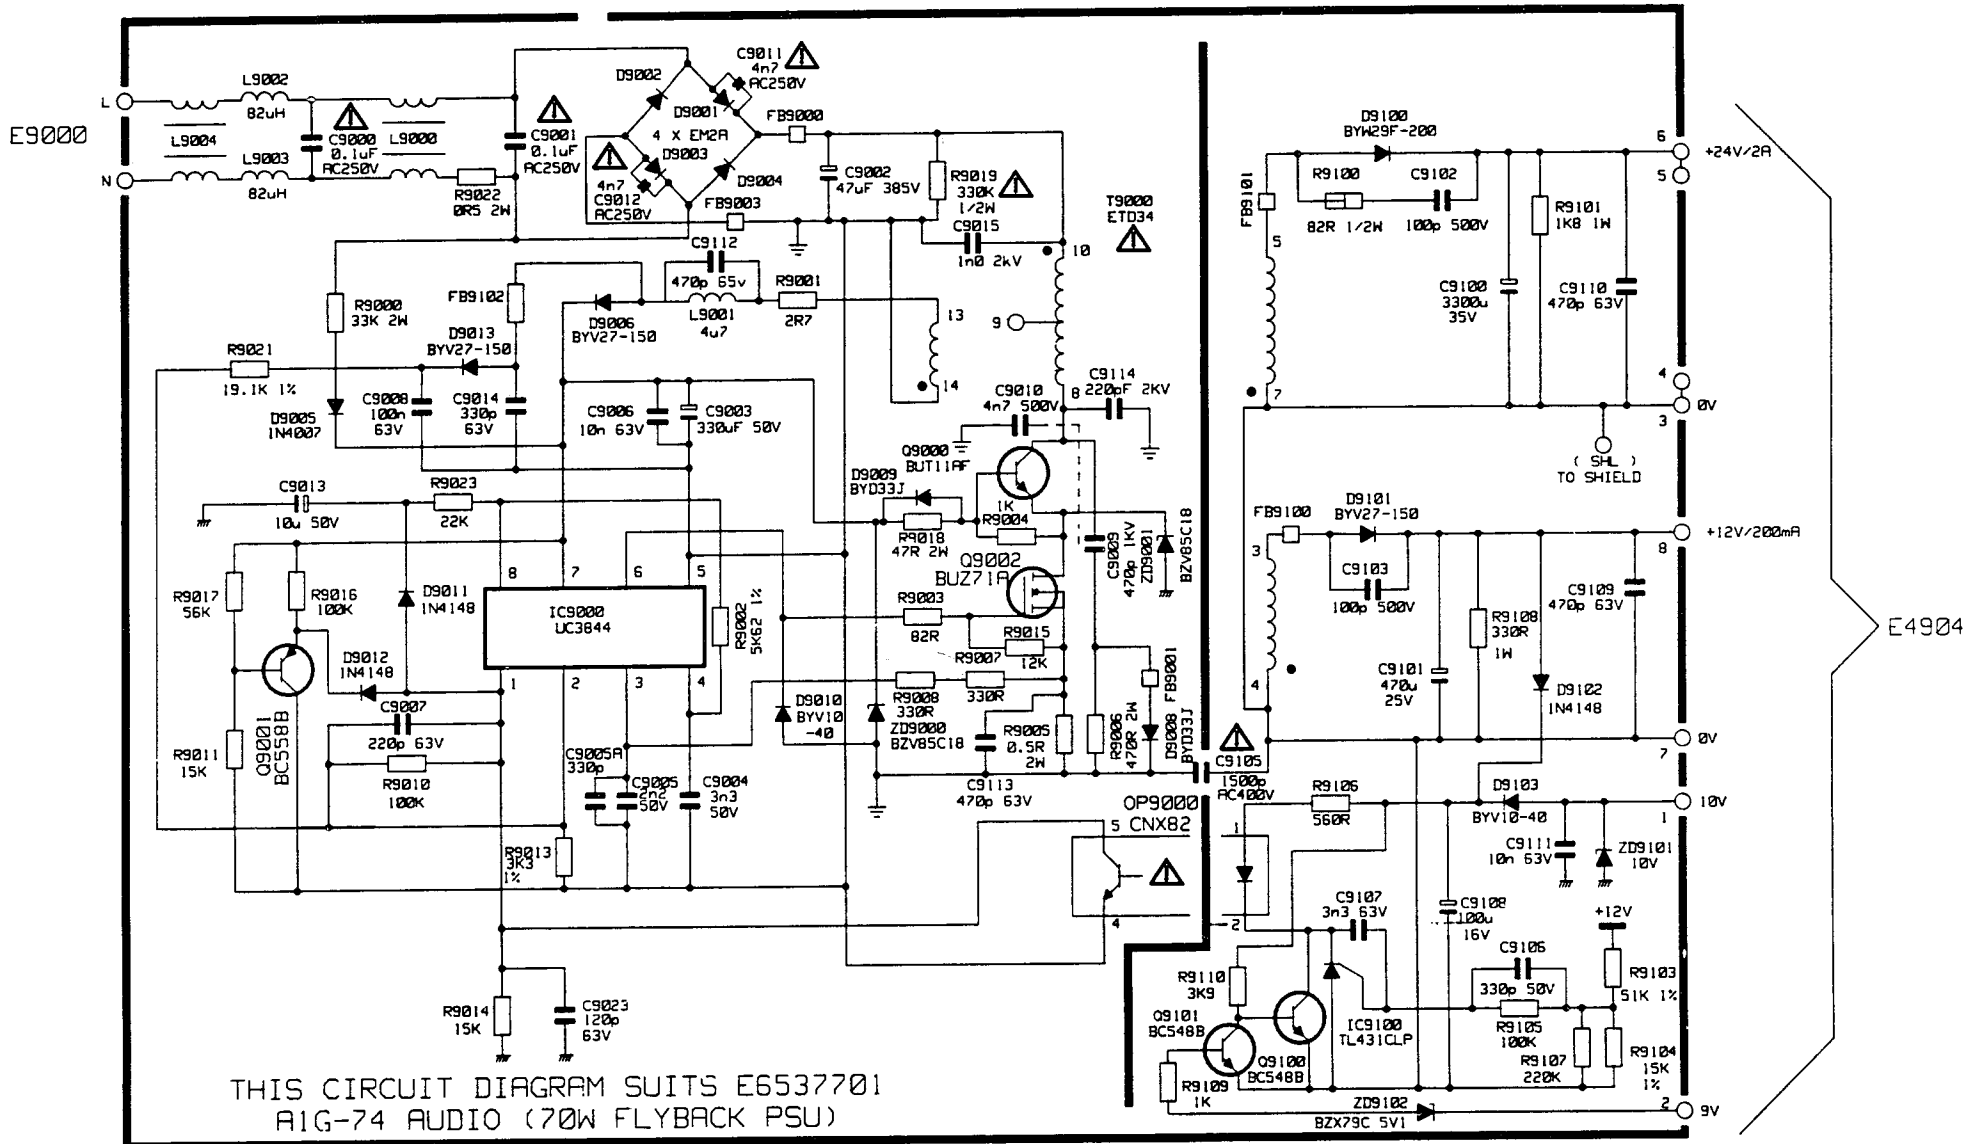 E9000
L
N
L9002
82uH
L9004
L9003
82uH
C9000
0.1uF
AC250V
L9000
R9022
0R5 2W
C9001
0.1uF
AC250V
D9002
C9011
4n7
AC250V
D9001
4 X EM2A
D9003
D9004
4n7
C9012
AC250V
FB9000
FB9003
C9002
47uF 385V
R9019
330K
1/2W
C9015
1n0 2kV
T9000
ETD34
10
9
8
13
14
C9112
470p 65v
L9001
4u7
R9001
2R7
R9000
33K 2W
FB9102
D9006
BYV27-150
D9013
BYV27-150
R9021
19.1K 1%
D9005
1N4007
C9008
100n
63V
C9014
330p
63V
C9006
10n 63V
C9003
330uF 50V
C9010
4n7 500V
C9114
220pF 2KV
Q9000
BUT11AF
D9009
BYD33J
1K
R9004
R9018
47R 2W
Q9002
BUZ71A
C9009
470p 1KV
ZD9001
BZV85C18
C9013
10u 50V
R9023
22K
R9017
56K
R9016
100K
D9011
1N4148
D9012
1N4148
8
7
6
5
IC9000
UC3844
1
2
3
4
R9002
5K62 1%
R9003
82R
R9015
12K
R9007
330R
R9008
330R
ZD9000
BZV85C18
D9010
BYV10
-40
R9005
0.5R
2W
R9006
470R 2W
FB9001
D9008
BYD33J
C9113
470p 63V
C9007
220p 63V
R9010
100K
R9011
15K
Q9001
BC558B
C9005A
330p
C9005
2n2
50V
C9004
3n3
50V
R9013
3K3
1%
R9014
15K
C9023
120p
63V
OP9000
CNX82
5
4
1
2
C9105
1500p
AC400V
D9100
BYW29F-200
R9100
82R 1/2W
C9102
100p 500V
FB9101
5
7
R9101
1K8 1W
C9100
3300u
35V
C9110
470p 63V
6
+24V/2A
5
4
0V
3
( SHL )
TO SHIELD
FB9100
3
4
D9101
BYV27-150
C9103
100p 500V
C9109
470p 63V
R9108
330R
1W
C9101
470u
25V
D9102
1N4148
+12V/200mA
8
0V
7
E4904
R9106
560R
D9103
BYV10-40
10V
1
C9111
10n 63V
ZD9101
10V
C9107
3n3 63V
C9108
100u
16V
+12V
C9106
330p 50V
R9103
51K 1%
R9105
100K
R9107
220K
R9104
15K
1%
R9110
3K9
Q9101
BC548B
Q9100
BC548B
IC9100
TL431CLP
R9109
1K
ZD9102
BZX79C 5V1
2
9V
THIS CIRCUIT DIAGRAM SUITS E6537701
A1G-74 AUDIO (70W FLYBACK PSU)